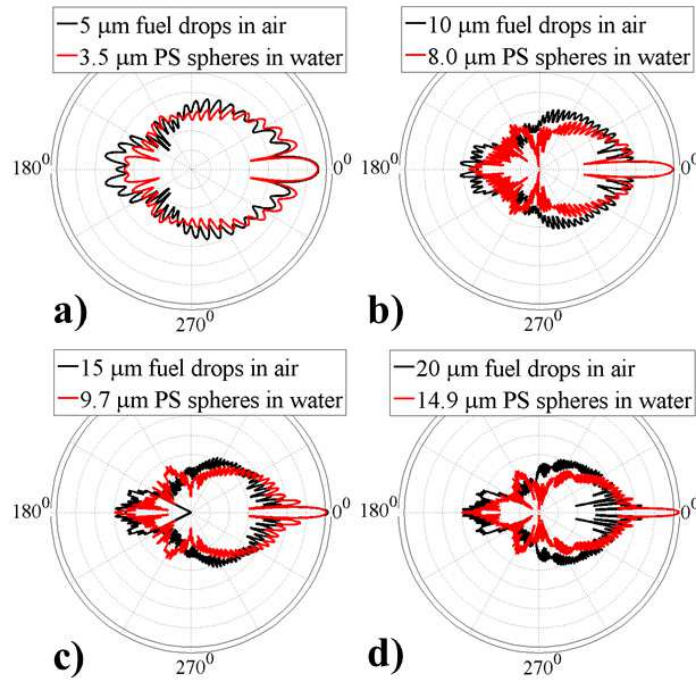 5 μm fuel drops in air
3.5 μm PS spheres in water
180⁰
0⁰
270⁰
a)
10 μm fuel drops in air
8.0 μm PS spheres in water
180⁰
0⁰
270⁰
b)
15 μm fuel drops in air
9.7 μm PS spheres in water
180⁰
0⁰
270⁰
c)
20 μm fuel drops in air
14.9 μm PS spheres in water
180⁰
0⁰
270⁰
d)